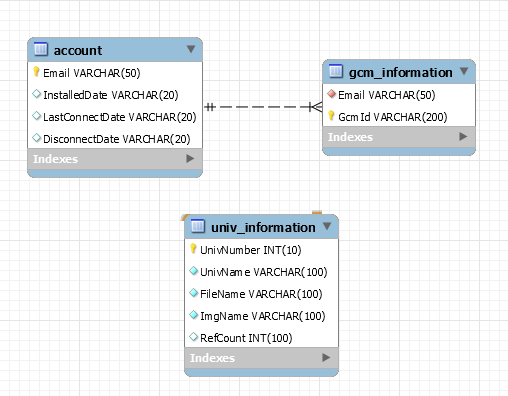 account
Email VARCHAR(50)
InstalledDate VARCHAR(20)
LastConnectDate VARCHAR(20)
DisconnectDate VARCHAR(20)
Indexes
gcm_information
Email VARCHAR(50)
GcmId VARCHAR(200)
Indexes
univ_information
UnivNumber INT(10)
UnivName VARCHAR(100)
FileName VARCHAR(100)
ImgName VARCHAR(100)
RefCount INT(100)
Indexes